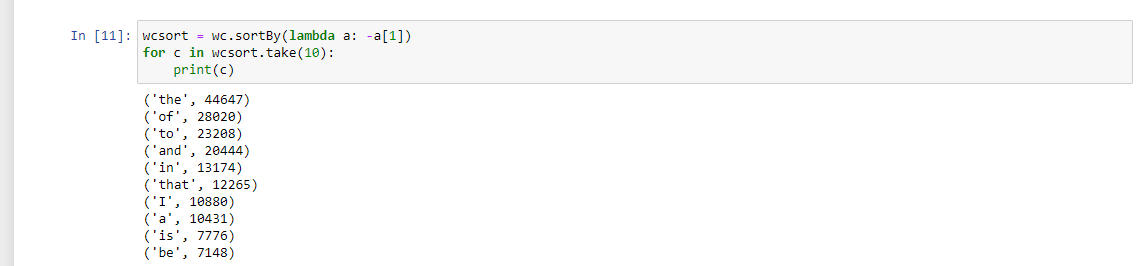 In [11]: wcsort = wc.sortBy(lambda a: -a[1])
for c in wcsort.take(10):
    print(c)
('the', 44647)
('of', 28020)
('to', 23208)
('and', 20444)
('in', 13174)
('that', 12265)
('I', 10880)
('a', 10431)
('is', 7776)
('be', 7148)